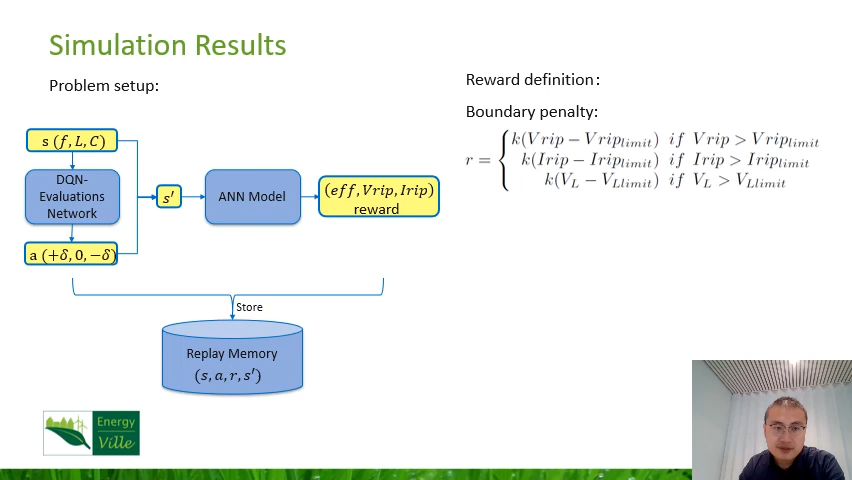 Simulation Results
Problem setup:
s (f, L, C)
DQN-
Evaluations
Network
a (+δ, 0, −δ)
s′
ANN Model
(eff, Vrip, Irip)
reward
Store
Replay Memory
(s, a, r, s′)
Reward definition:
Boundary penalty:
r = { k(Vrip − Vrip_limit) if Vrip > Vrip_limit
k(Irip − Irip_limit) if Irip > Irip_limit
k(V_L − V_Llimit) if V_L > V_Llimit
Energy
Ville